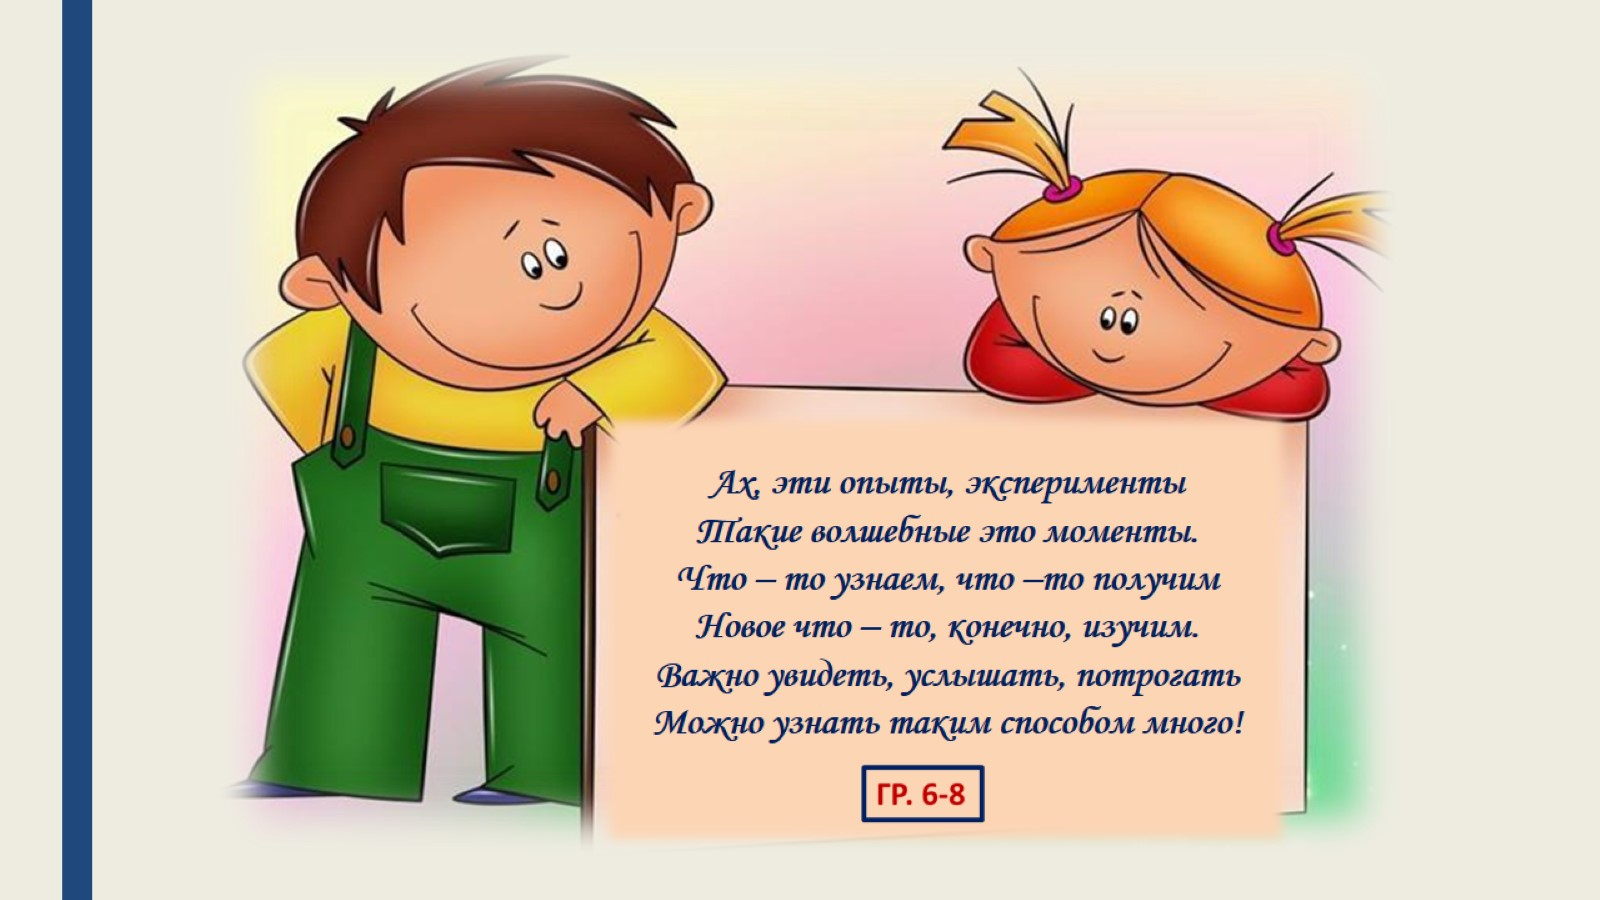 Ах, эти опыты, эксперименты
Такие волшебные это моменты.
Что – то узнаем, что –то получим
Новое что – то, конечно, изучим.
Важно увидеть, услышать, потрогать
Можно узнать таким способом много!
ГР. 6-8